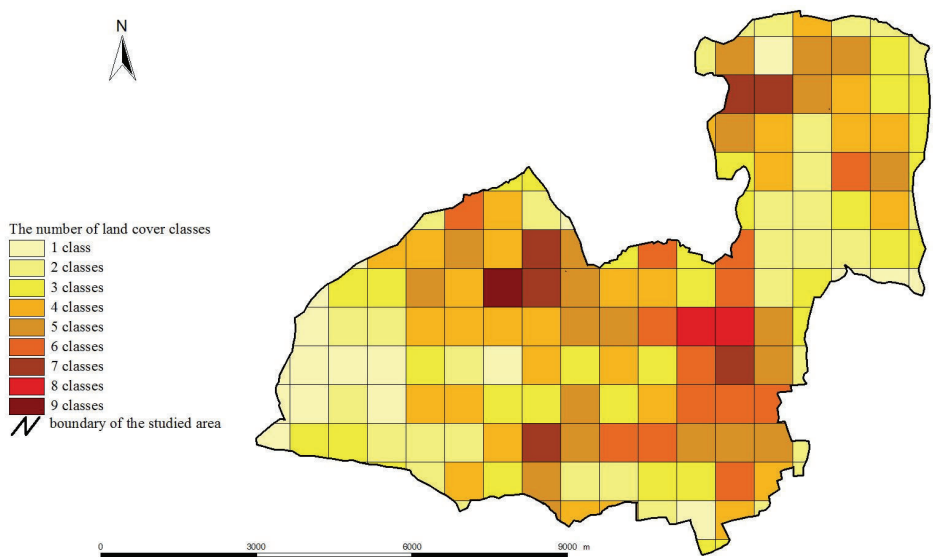 N
The number of land cover classes
1 class
2 classes
3 classes
4 classes
5 classes
6 classes
7 classes
8 classes
9 classes
boundary of the studied area
0 3000 6000 9000 m